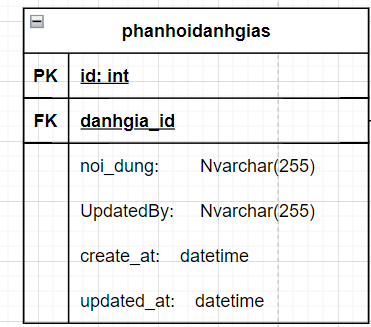 phanhoidanhgias
PK id: int
FK danhgia_id
noi_dung: Nvarchar(255)
UpdatedBy: Nvarchar(255)
create_at: datetime
updated_at: datetime